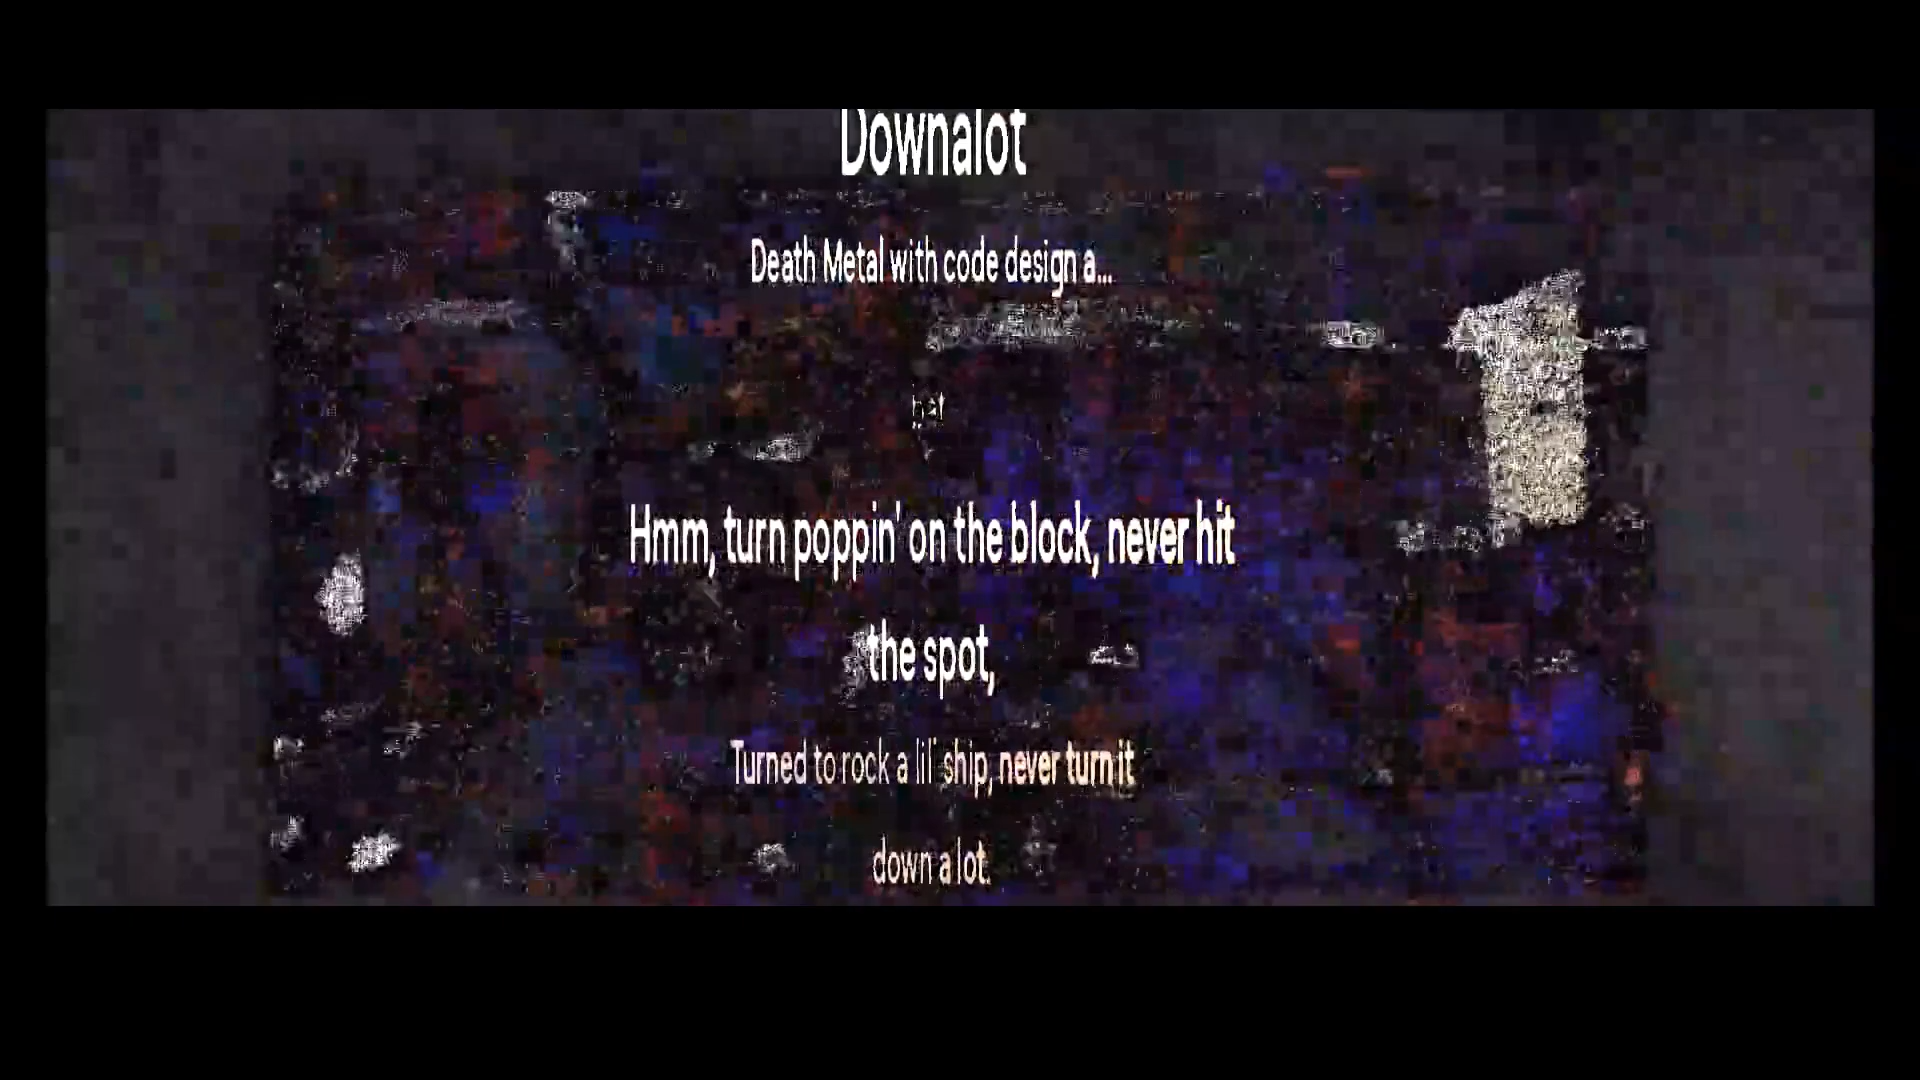 Downalot
Death Metal with code design a...
Hmm, turn poppin' on the block, never hit
the spot,
Turned to rock a lil' ship, never turn it
down a lot.